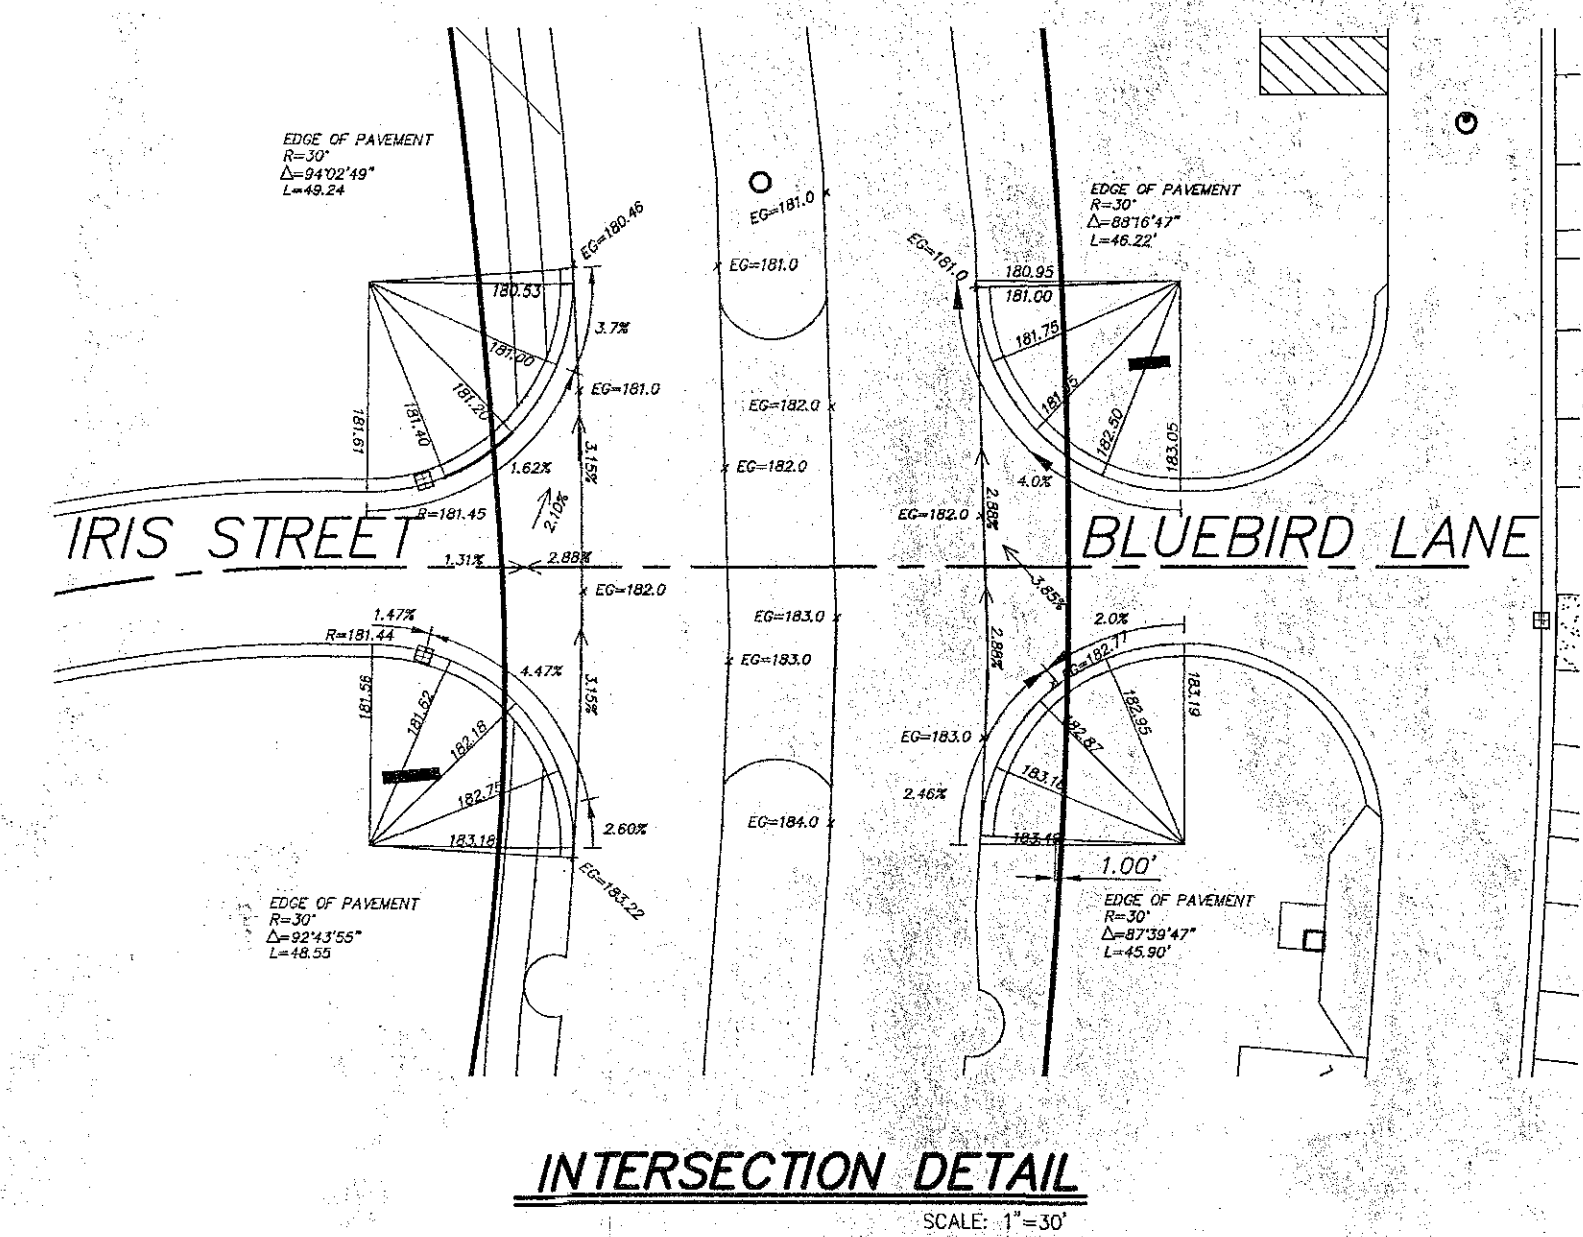 EDGE OF PAVEMENT
R=30'
Δ=94°02'49"
L=49.24
EDGE OF PAVEMENT
R=30'
Δ=88°16'47"
L=46.22'
EG=180.46
EG=181.0
EG=181.0
EG=181.0
180.53
180.95
181.00
3.7%
181.75
181.00
EG=181.0
181.20
181.40
181.61
EG=182.0
182.50
183.05
3.15%
1.62%
EG=182.0
4.0%
2.10%
R=181.45
EG=182.0
2.88%
IRIS STREET
BLUEBIRD LANE
1.31%
2.88%
3.85%
EG=182.0
1.47%
R=181.44
EG=183.0
2.0%
2.88%
EG=182.71
EG=183.0
4.47%
181.56
181.62
3.15%
183.19
182.95
182.18
182.87
EG=183.0
182.75
183.18
2.46%
EG=184.0
2.60%
183.18
1.00'
EG=183.22
EDGE OF PAVEMENT
R=30'
Δ=92°43'55"
L=48.55
EDGE OF PAVEMENT
R=30'
Δ=87°39'47"
L=45.90'
INTERSECTION DETAIL
SCALE: 1"=30'